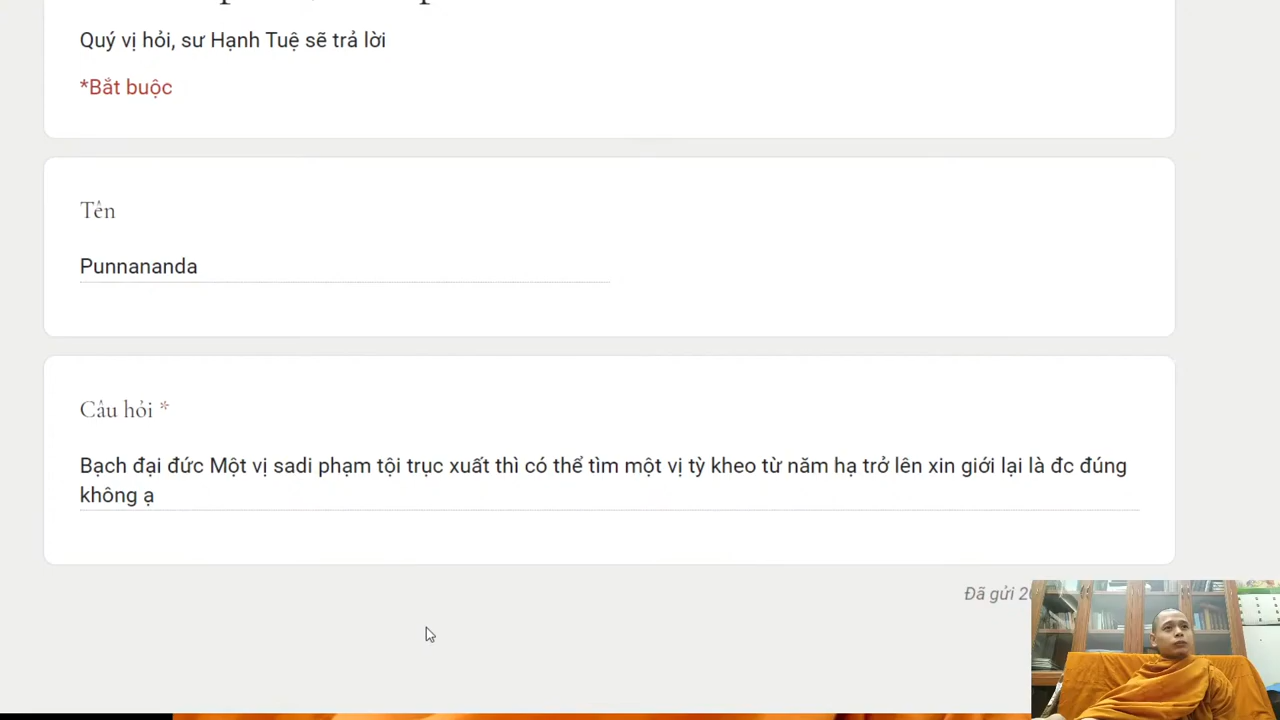 Quý vị hỏi, sư Hạnh Tuệ sẽ trả lời
*Bắt buộc
Tên
Punnananda
Câu hỏi *
Bạch đại đức Một vị sadi phạm tội trục xuất thì có thể tìm một vị tỳ kheo từ năm hạ trở lên xin giới lại là đc đúng
không ạ
Đã gửi